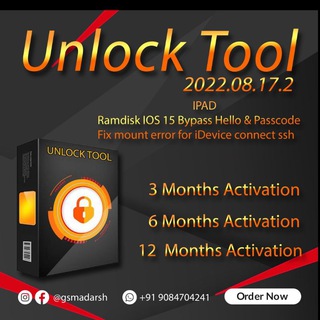 Unlock Tool
2022.08.17.2
IPAD
Ramdisk IOS 15 Bypass Hello & Passcode
Fix mount error for iDevice connect ssh
UNLOCK TOOL
3 Months Activation
6 Months Activation
12 Months Activation
@gsmadarsh
+91 9084704241
Order Now